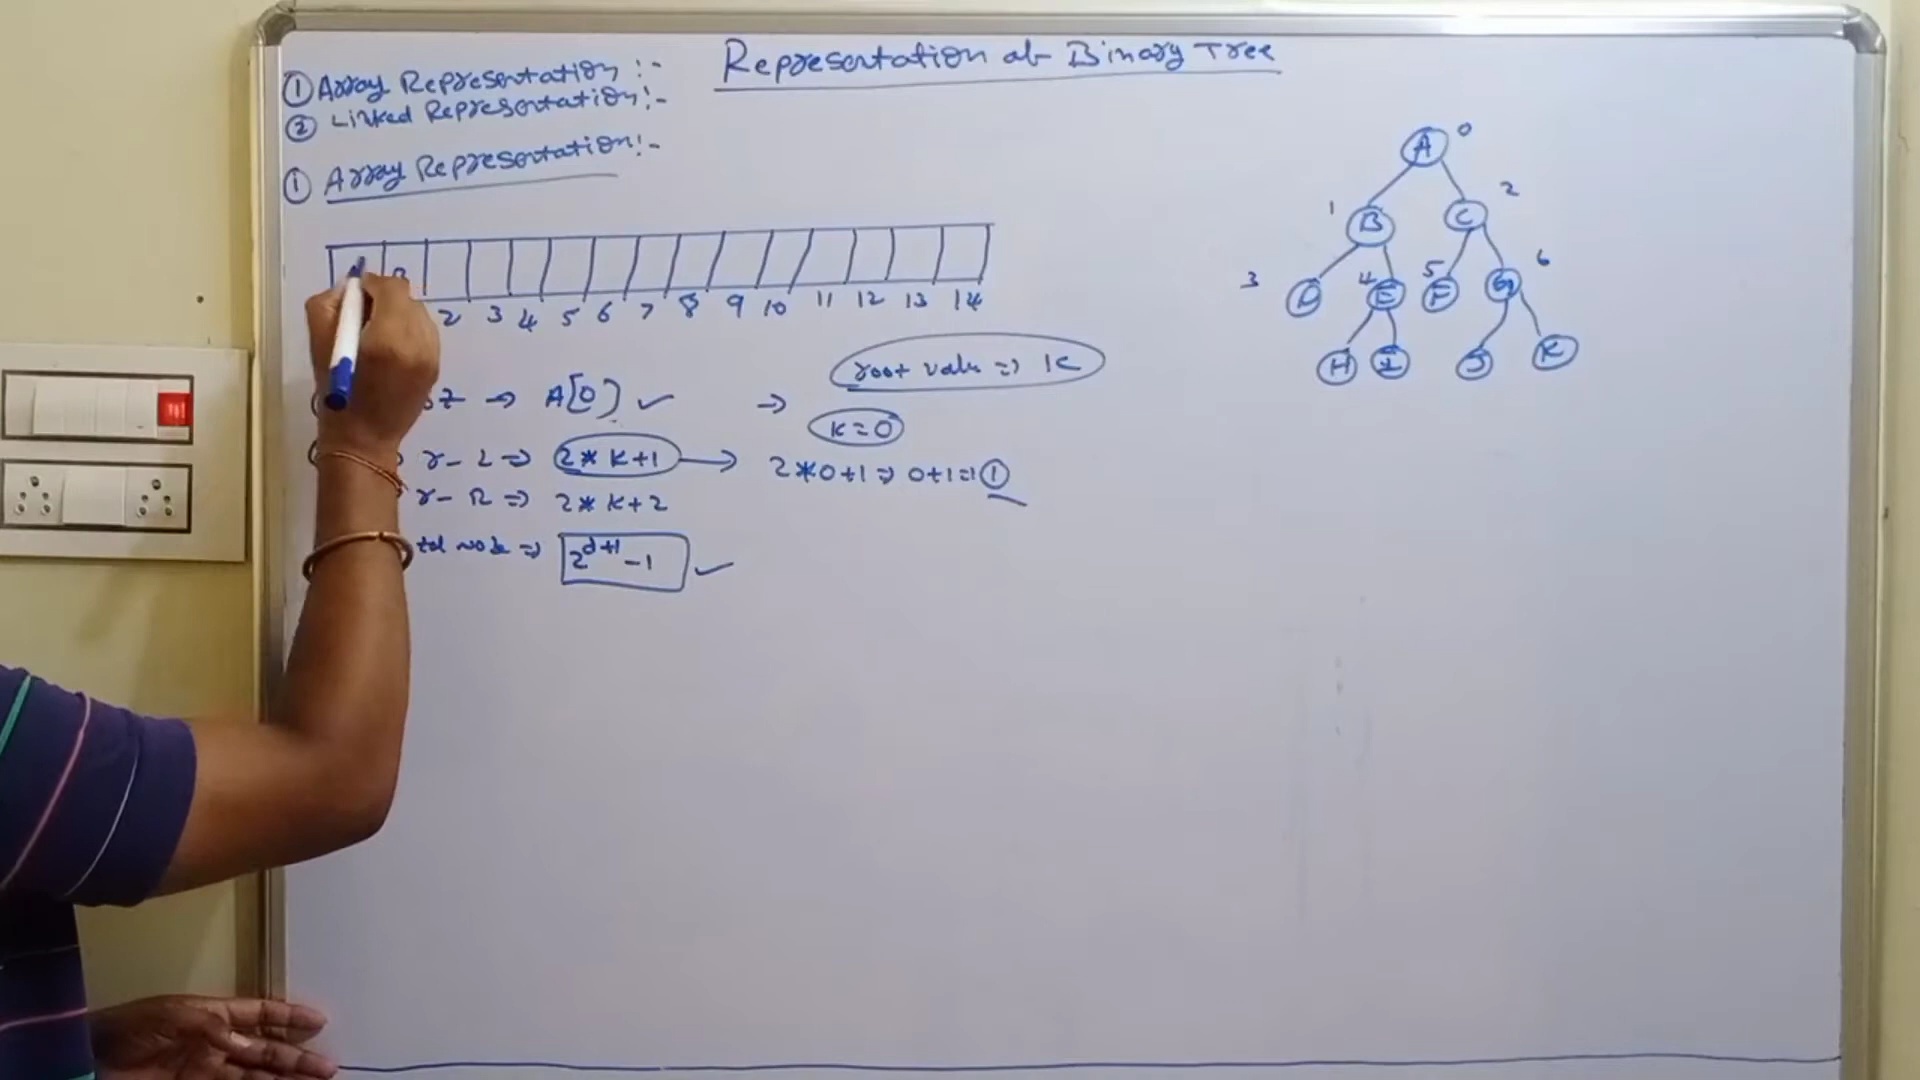 Representation ob Binary Tree
① Array Representation :-
② Linked Representation :-
① Array Representation :-
B
2 3 4 5 6 7 8 9 10 11 12 13 14
→ A[0] ✓ → root value => K
K=0
r-L => 2*K+1 → 2*0+1 => 0+1 => ①
r-R => 2*K+2
node => 2^d+1 -1 ✓
A 0
1 B C 2
3 D 4 E 5 F G 6
H I J K